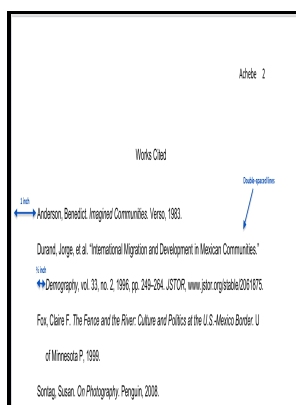 Achebe 2
Works Cited
1 inch
Double-spaced lines
Anderson, Benedict. Imagined Communities. Verso, 1983.
Durand, Jorge, et al. “International Migration and Development in Mexican Communities.”
½ inch
Demography, vol. 33, no. 2, 1996, pp. 249–264. JSTOR, www.jstor.org/stable/2061875.
Fox, Claire F. The Fence and the River: Culture and Politics at the U.S.-Mexico Border. U
of Minnesota P, 1999.
Sontag, Susan. On Photography. Penguin, 2008.